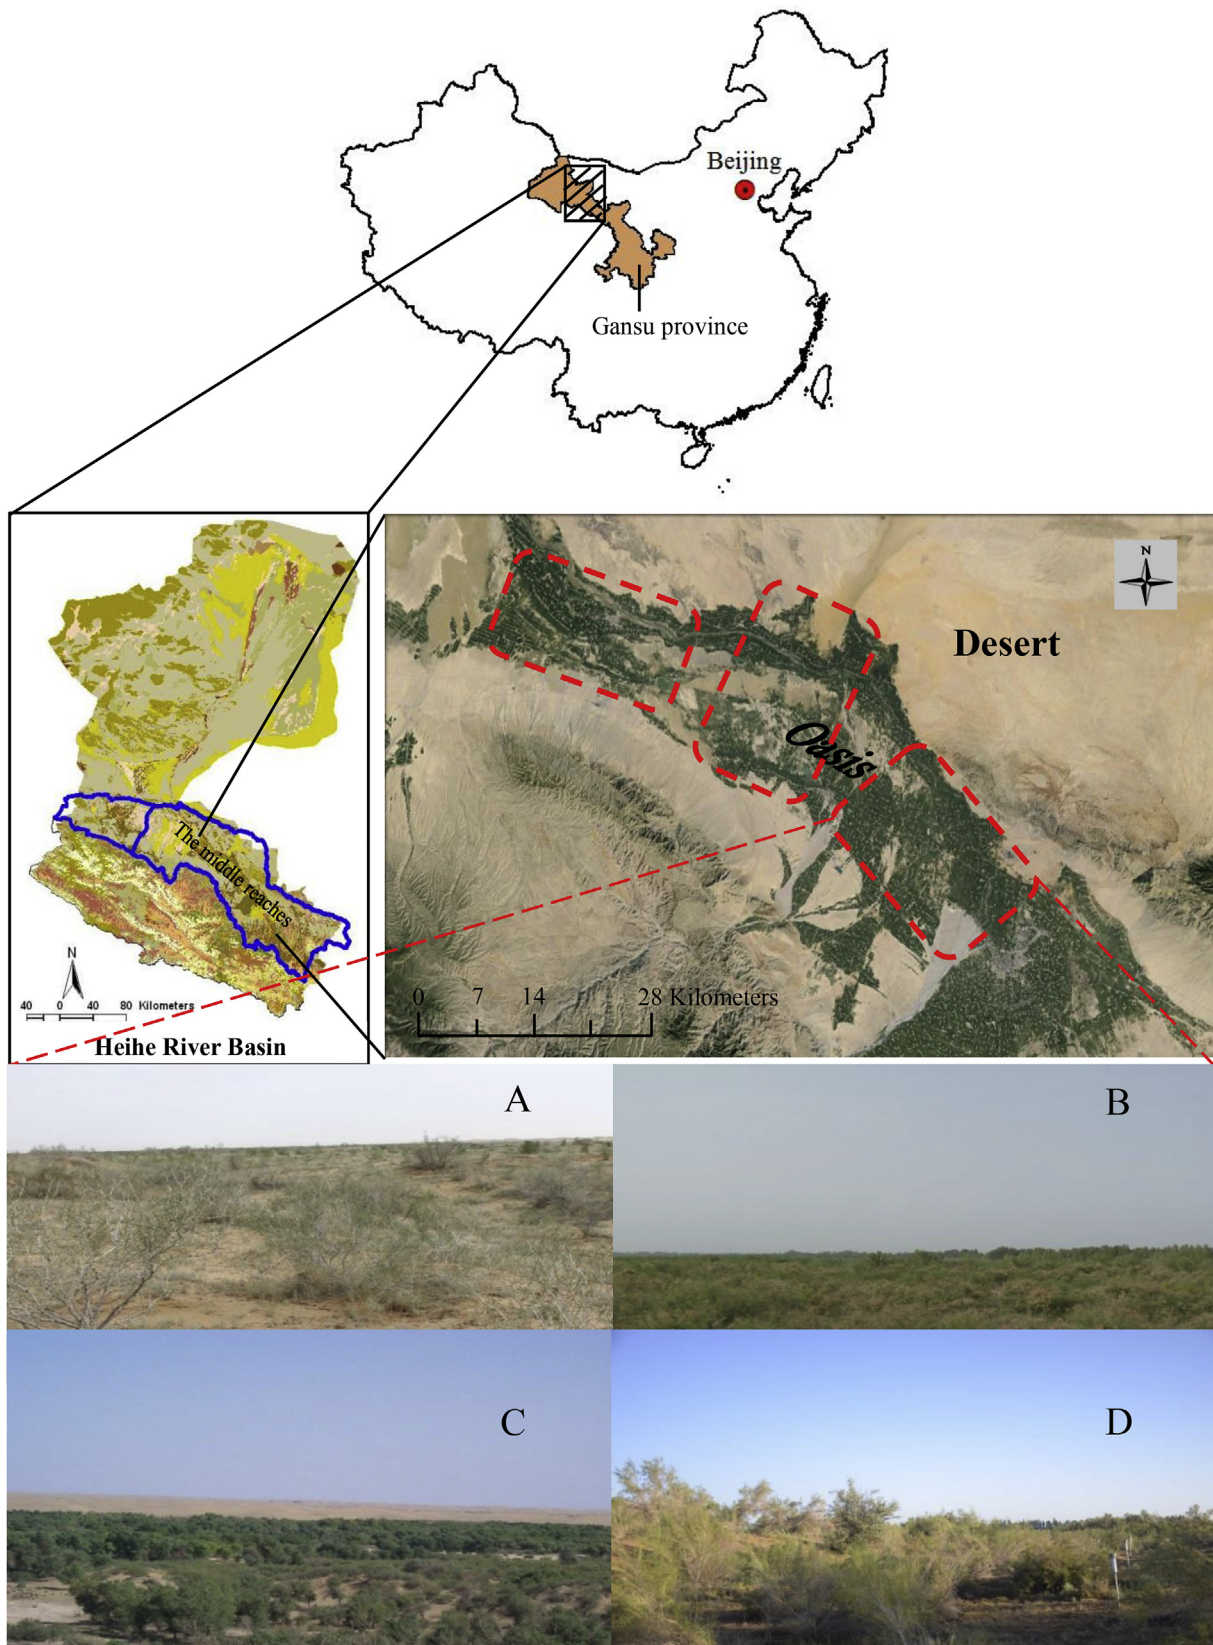 Beijing
Gansu province
N
Desert
Oasis
The middle reaches
N
40 0 40 80 Kilometers
0 7 14 28 Kilometers
Heihe River Basin
A
B
C
D